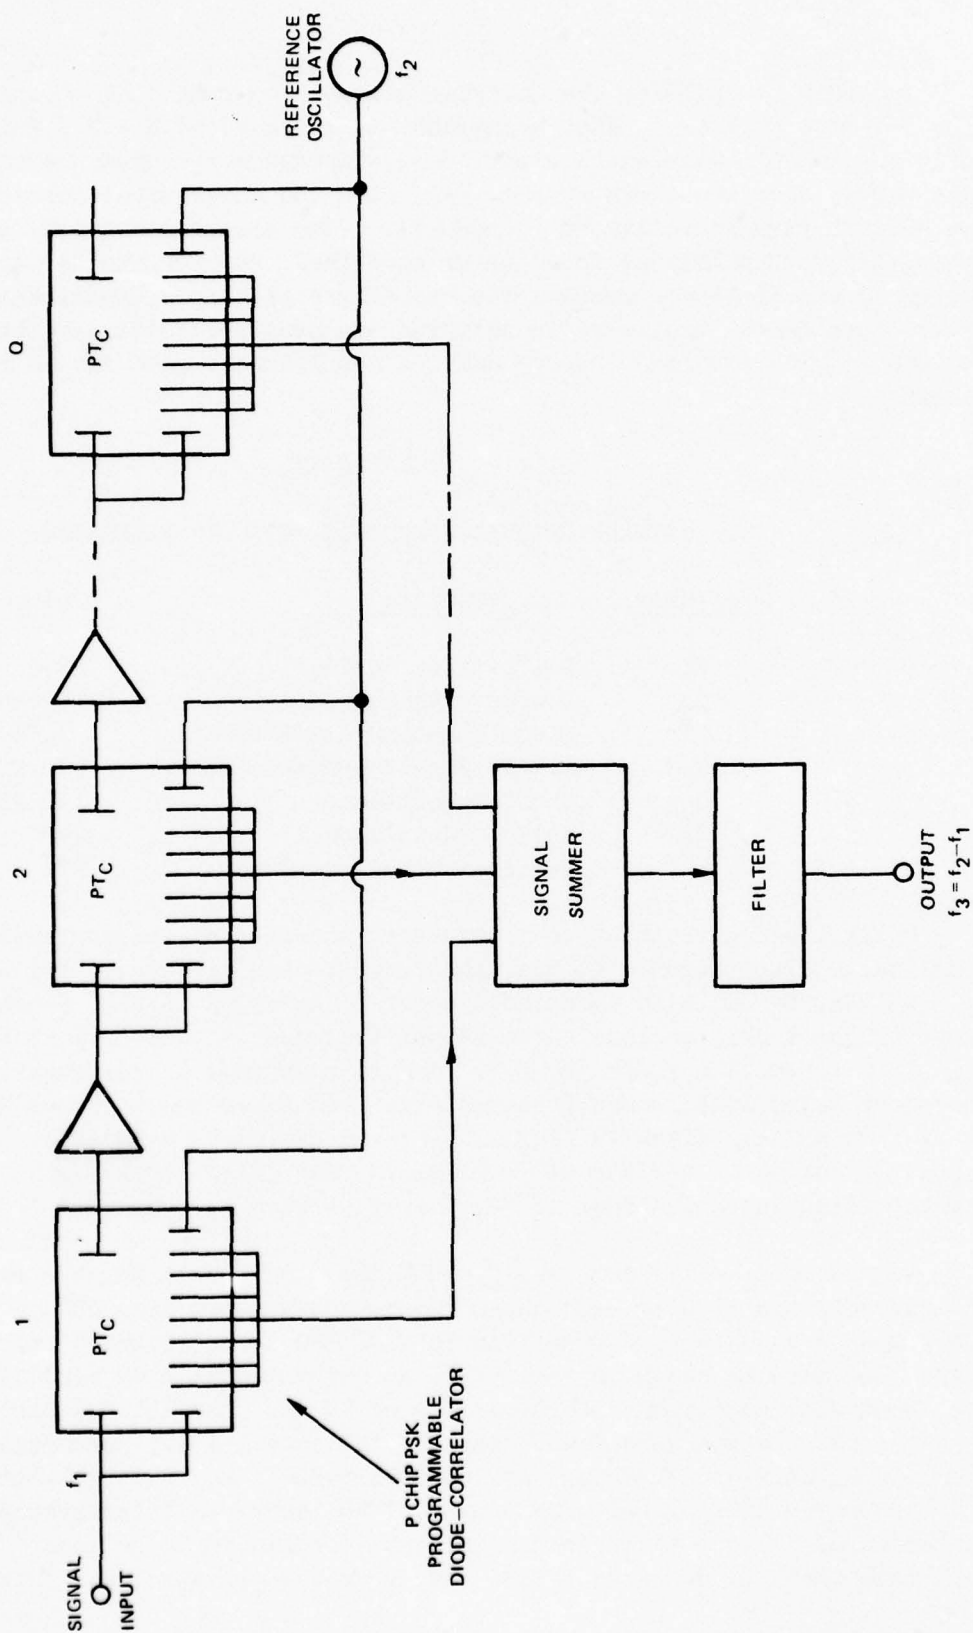 SIGNAL
INPUT
f1
1
PTC
P CHIP PSK
PROGRAMMABLE
DIODE–CORRELATOR
2
PTC
Q
PTC
REFERENCE
OSCILLATOR
~
f2
SIGNAL
SUMMER
FILTER
OUTPUT
f3 = f2–f1